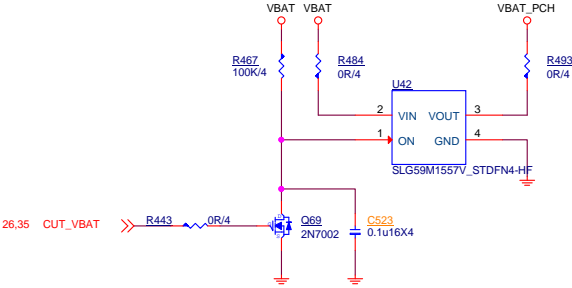 VBAT VBAT VBAT_PCH
R467
100K/4
R484
0R/4
R493
0R/4
U42
2 VIN VOUT 3
1 ON GND 4
SLG59M1557V_STDFN4-HF
26,35 CUT_VBAT R443 0R/4
Q69
2N7002
C523
0.1u16X4